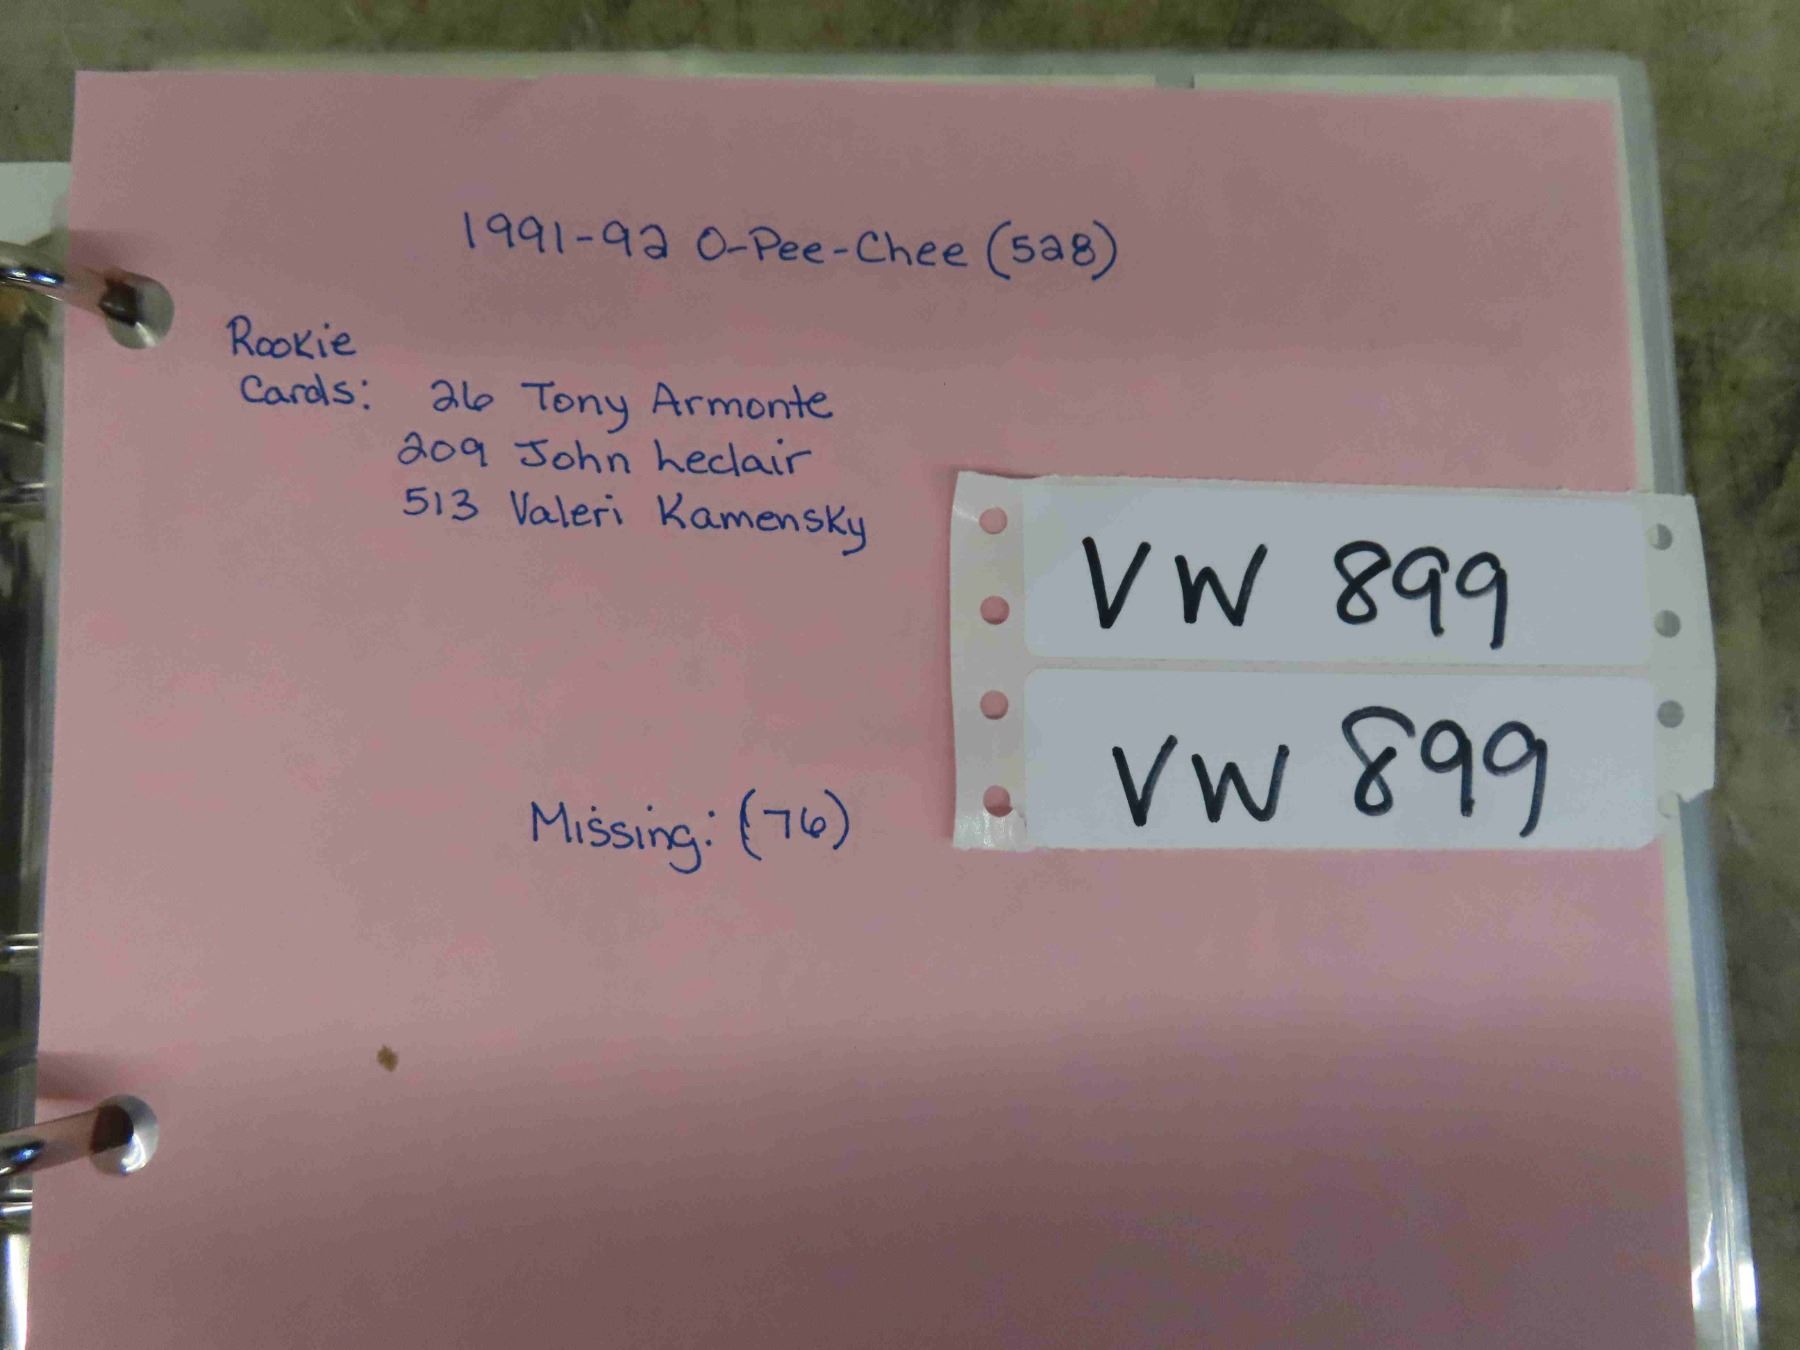 1991-92 O-Pee-Chee (528)
Rookie
Cards: 26 Tony Armonte
209 John Leclair
513 Valeri Kamensky
VW 899
VW 899
Missing: (76)